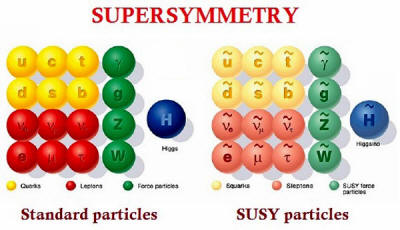 SUPERSYMMETRY
u c t γ
d s b g
νe νμ ντ Z
e μ τ W
H
Higgs
Quarks Leptons Force particles
Standard particles
ũ c̃ t̃ γ̃
d̃ s̃ b̃ g̃
ν̃e ν̃μ ν̃τ Z̃
ẽ μ̃ τ̃ W̃
H̃
Higgsino
Squarks Sleptons SUSY force particles
SUSY particles